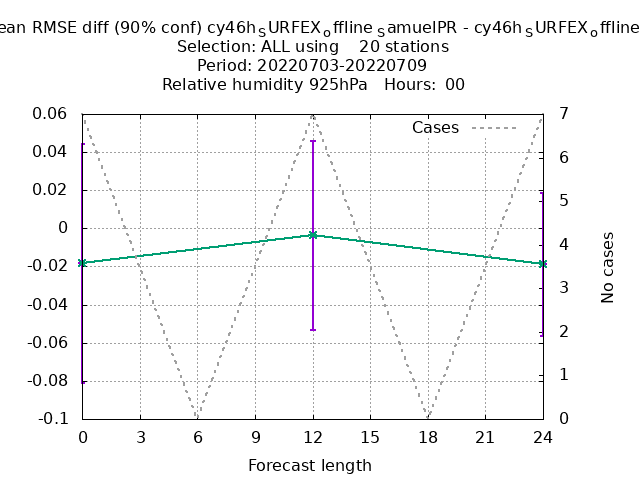 ean RMSE diff (90% conf) cy46hSURFEXoffline SamuelPR - cy46hSURFEXoffline
Selection: ALL using 20 stations
Period: 20220703-20220709
Relative humidity 925hPa Hours: 00
Cases
0.06
0.04
0.02
0
-0.02
-0.04
-0.06
-0.08
-0.1
7
6
5
4
3
2
1
0
No cases
0 3 6 9 12 15 18 21 24
Forecast length